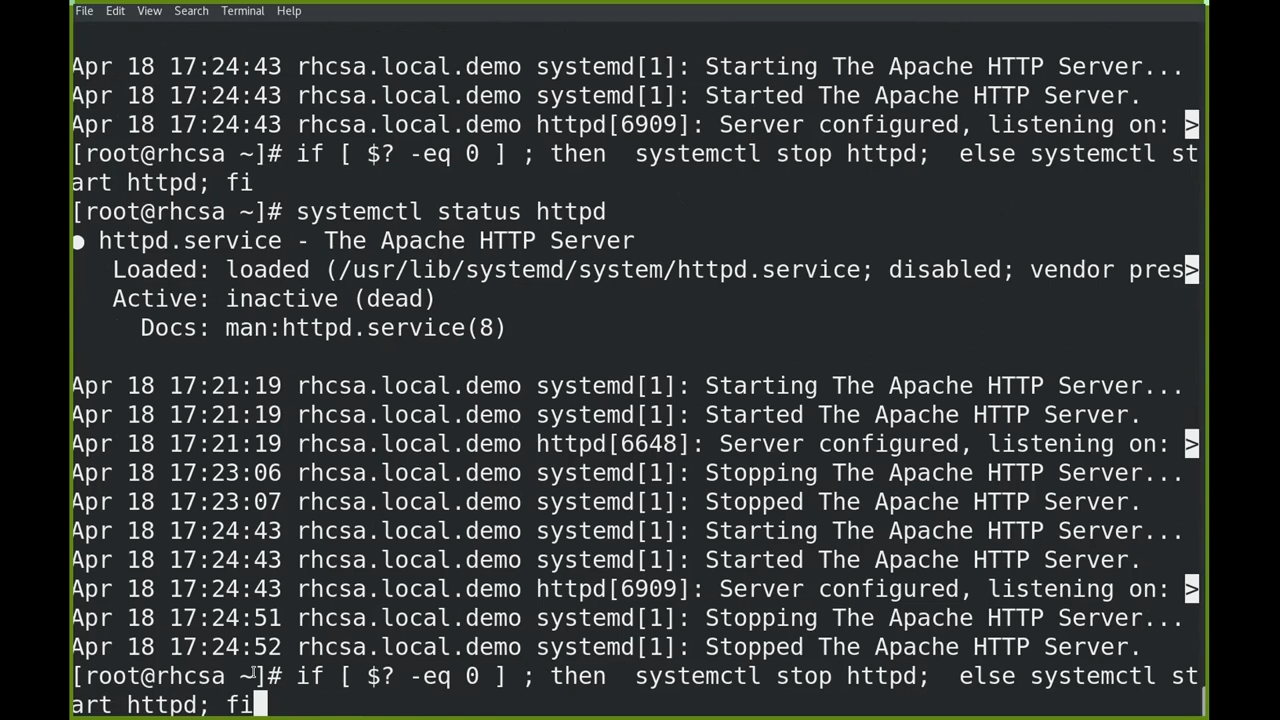 File Edit View Search Terminal Help
Apr 18 17:24:43 rhcsa.local.demo systemd[1]: Starting The Apache HTTP Server...
Apr 18 17:24:43 rhcsa.local.demo systemd[1]: Started The Apache HTTP Server.
Apr 18 17:24:43 rhcsa.local.demo httpd[6909]: Server configured, listening on: >
[root@rhcsa ~]# if [ $? -eq 0 ] ; then  systemctl stop httpd;  else systemctl st
art httpd; fi
[root@rhcsa ~]# systemctl status httpd
● httpd.service - The Apache HTTP Server
   Loaded: loaded (/usr/lib/systemd/system/httpd.service; disabled; vendor pres>
   Active: inactive (dead)
     Docs: man:httpd.service(8)
Apr 18 17:21:19 rhcsa.local.demo systemd[1]: Starting The Apache HTTP Server...
Apr 18 17:21:19 rhcsa.local.demo systemd[1]: Started The Apache HTTP Server.
Apr 18 17:21:19 rhcsa.local.demo httpd[6648]: Server configured, listening on: >
Apr 18 17:23:06 rhcsa.local.demo systemd[1]: Stopping The Apache HTTP Server...
Apr 18 17:23:07 rhcsa.local.demo systemd[1]: Stopped The Apache HTTP Server.
Apr 18 17:24:43 rhcsa.local.demo systemd[1]: Starting The Apache HTTP Server...
Apr 18 17:24:43 rhcsa.local.demo systemd[1]: Started The Apache HTTP Server.
Apr 18 17:24:43 rhcsa.local.demo httpd[6909]: Server configured, listening on: >
Apr 18 17:24:51 rhcsa.local.demo systemd[1]: Stopping The Apache HTTP Server...
Apr 18 17:24:52 rhcsa.local.demo systemd[1]: Stopped The Apache HTTP Server.
[root@rhcsa ~]# if [ $? -eq 0 ] ; then  systemctl stop httpd;  else systemctl st
art httpd; fi